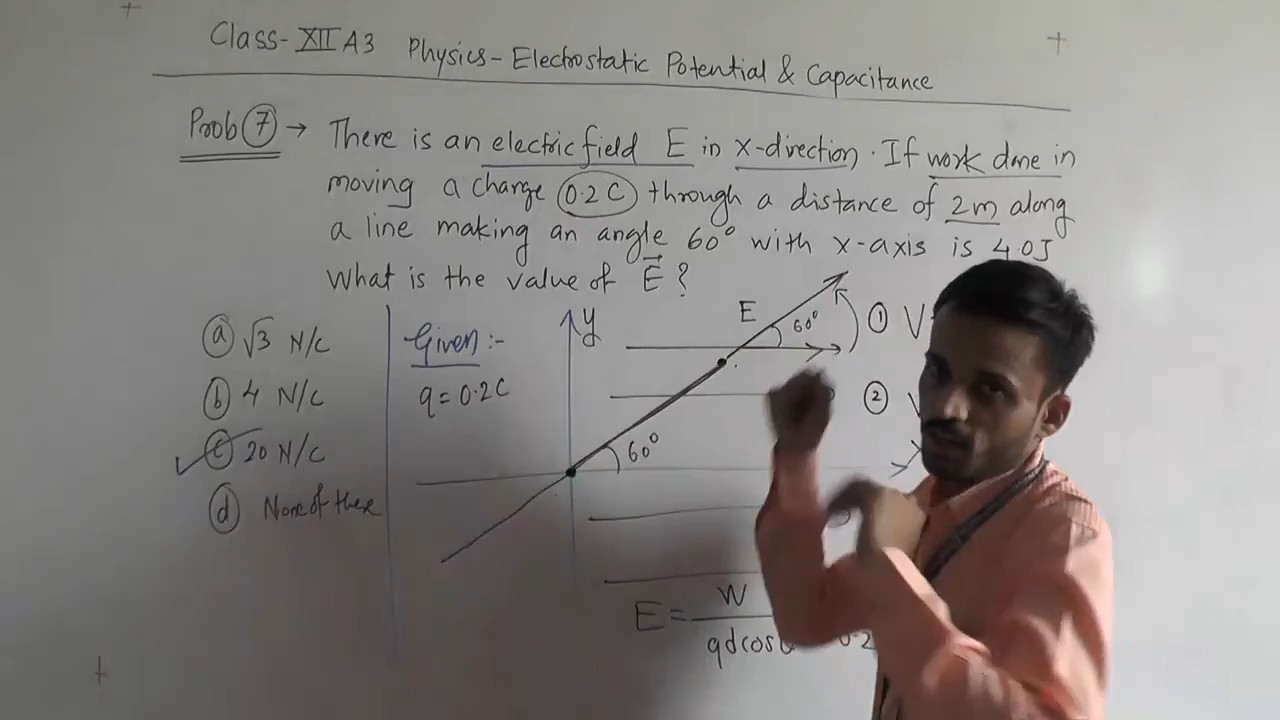 Class-XII A3 Physics-Electrostatic Potential & Capacitance
Prob 7 → There is an electric field E in x-direction. If work done in
moving a charge 0.2 C through a distance of 2m along
a line making an angle 60° with x-axis is 4.0J
What is the value of E?
a √3 N/C
b 4 N/C
c 20 N/C
d None of these
Given:-
q = 0.2C
y
E
60°
60°
1 V
2 V
E = W
qdcos
0.2